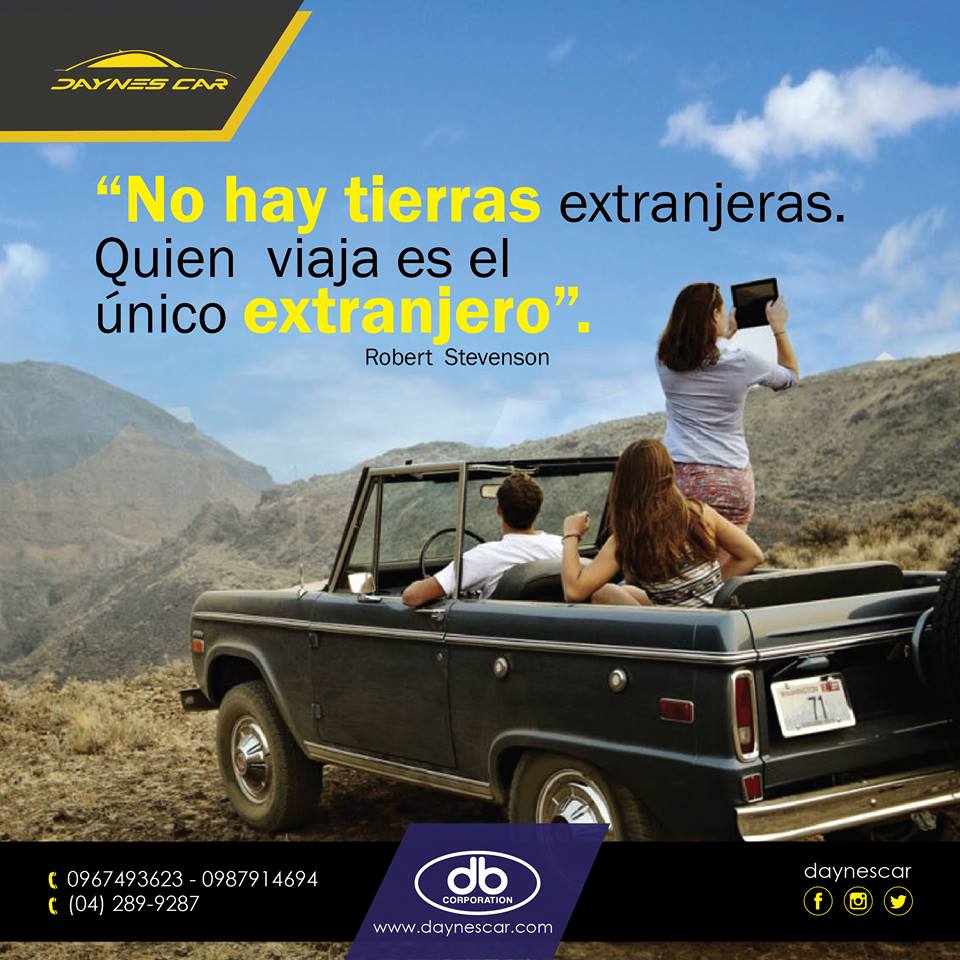 DAYNES CAR
“No hay tierras extranjeras.
Quien viaja es el
único extranjero”.
Robert Stevenson
WASHINGTON
71
0967493623 - 0987914694
(04) 289-9287
db
CORPORATION
www.daynescar.com
daynescar